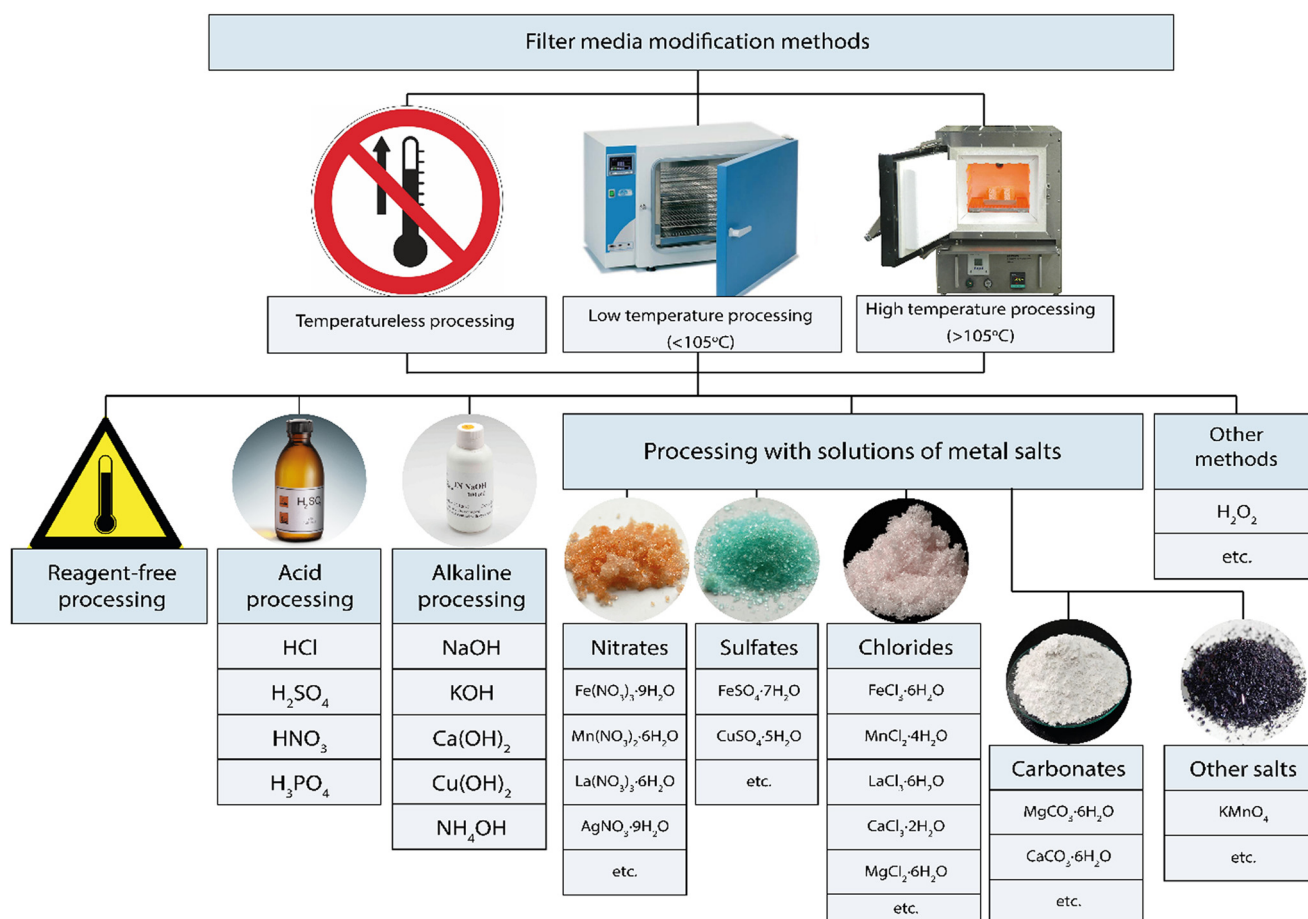 Filter media modification methods
Temperatureless processing
Low temperature processing
(<105°C)
High temperature processing
(>105°C)
Reagent-free
processing
H₂SO
Acid
processing
HCl
H₂SO₄
HNO₃
H₃PO₄
1N NaOH
Alkaline
processing
NaOH
KOH
Ca(OH)₂
Cu(OH)₂
NH₄OH
Processing with solutions of metal salts
Nitrates
Fe(NO₃)₃·9H₂O
Mn(NO₃)₂·6H₂O
La(NO₃)₃·6H₂O
AgNO₃·9H₂O
etc.
Sulfates
FeSO₄·7H₂O
CuSO₄·5H₂O
etc.
Chlorides
FeCl₃·6H₂O
MnCl₂·4H₂O
LaCl₃·6H₂O
CaCl₃·2H₂O
MgCl₂·6H₂O
etc.
Carbonates
MgCO₃·6H₂O
CaCO₃·6H₂O
etc.
Other salts
KMnO₄
etc.
Other
methods
H₂O₂
etc.